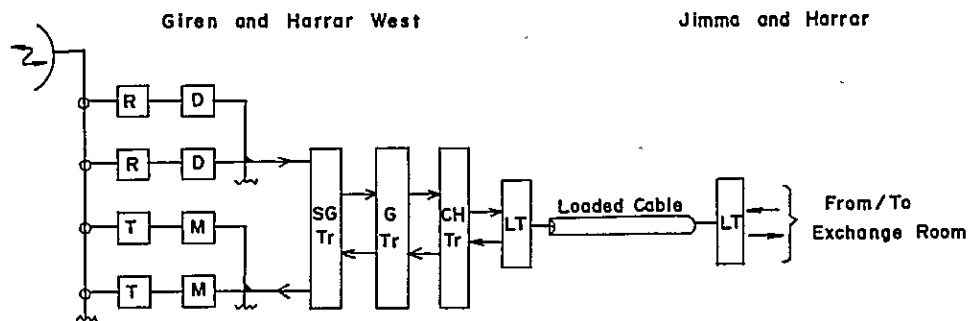 Giren and Harrar West
Jimma and Harrar
R D
R D
T M
T M
SG Tr
G Tr
CH Tr
LT
Loaded Cable
LT
From/To
Exchange Room